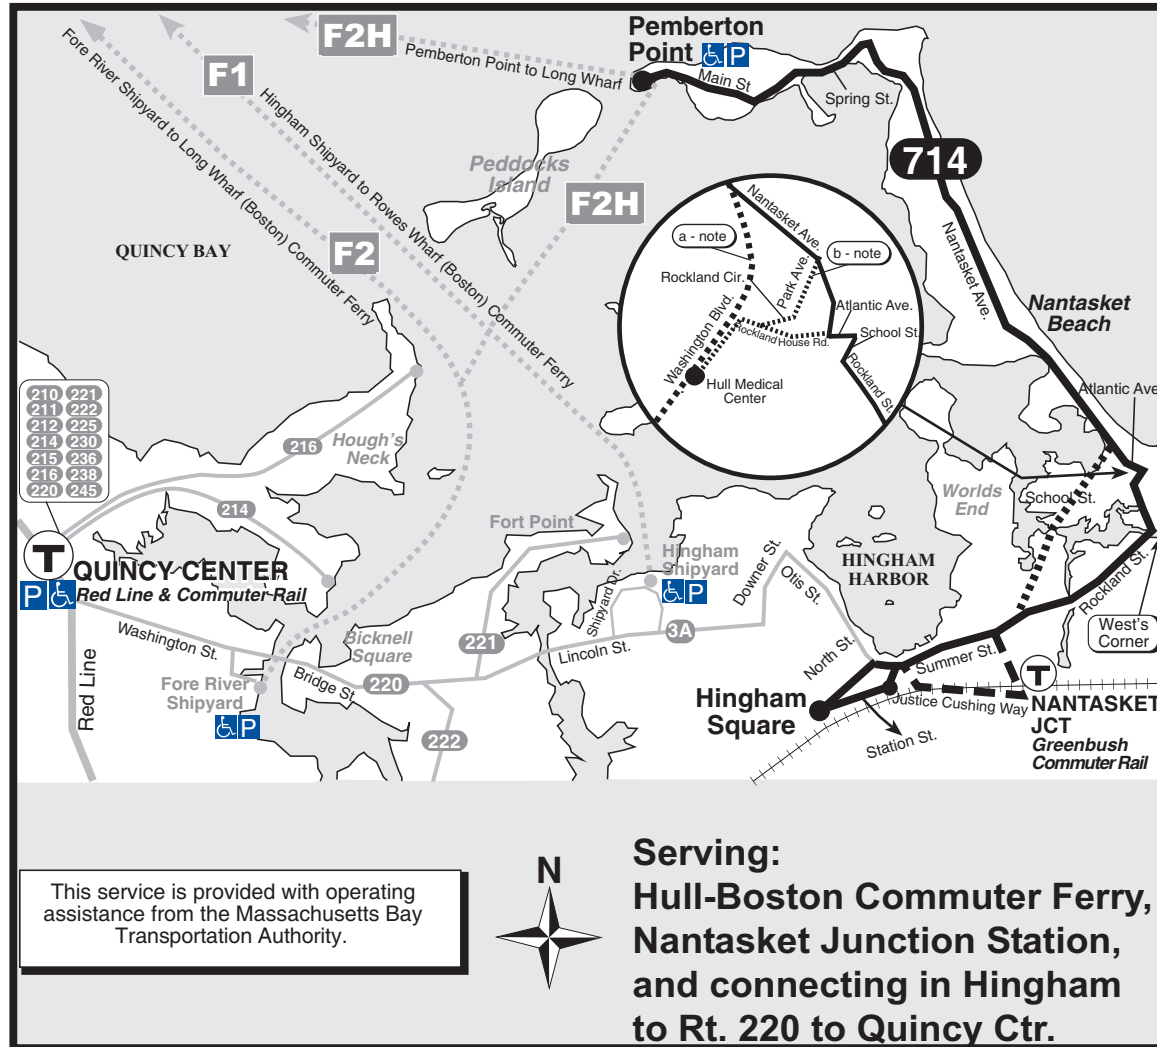 F2H
Pemberton
Point
P
Main St
Spring St.
Pemberton Point to Long Wharf
F1
Fore River Shipyard to Long Wharf (Boston) Commuter Ferry
Hingham Shipyard to Rowes Wharf (Boston) Commuter Ferry
714
Peddocks
Island
F2H
QUINCY BAY
F2
Nantasket Ave.
a - note
b - note
Rockland Cir.
Park Ave.
Washington Blvd.
Atlantic Ave.
School St.
Rockland
House Rd.
Rockland St.
Hull Medical
Center
Nantasket Ave.
Nantasket
Beach
Atlantic Ave
210 221
211 222
212 225
214 230
215 236
216 238
220 245
216
Hough's
Neck
214
Fort Point
Worlds
End
School St.
T
QUINCY CENTER
Red Line & Commuter Rail
P
Hingham
Shipyard
P
Shipyard Dr.
Downer St.
Otis St.
HINGHAM
HARBOR
Rockland St.
West's
Corner
Washington St.
Bicknell
Square
221
3A
Lincoln St.
North St.
Summer St.
Red Line
Fore River
Shipyard
P
Bridge St.
220
222
Hingham
Square
Justice Cushing Way
Station St.
T
NANTASKET
JCT
Greenbush
Commuter Rail
This service is provided with operating
assistance from the Massachusetts Bay
Transportation Authority.
N
Serving:
Hull-Boston Commuter Ferry,
Nantasket Junction Station,
and connecting in Hingham
to Rt. 220 to Quincy Ctr.